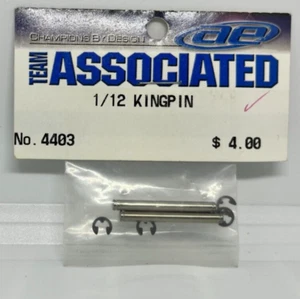 CHAMPIONS BY DESIGN
ae
TEAM
ASSOCIATED
1/12 KINGPIN
No. 4403 $ 4.00